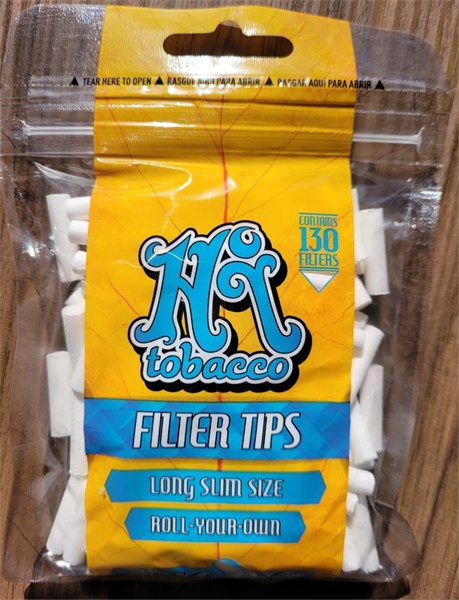 ▲ TEAR HERE TO OPEN ▲ RASGUE AQUI PARA ABRIR ▲ RASGAR AQUI PARA ABRIR ▲
CONTAINS
130
FILTERS
Hi
tobacco
FILTER TIPS
LONG SLIM SIZE
ROLL-YOUR-OWN